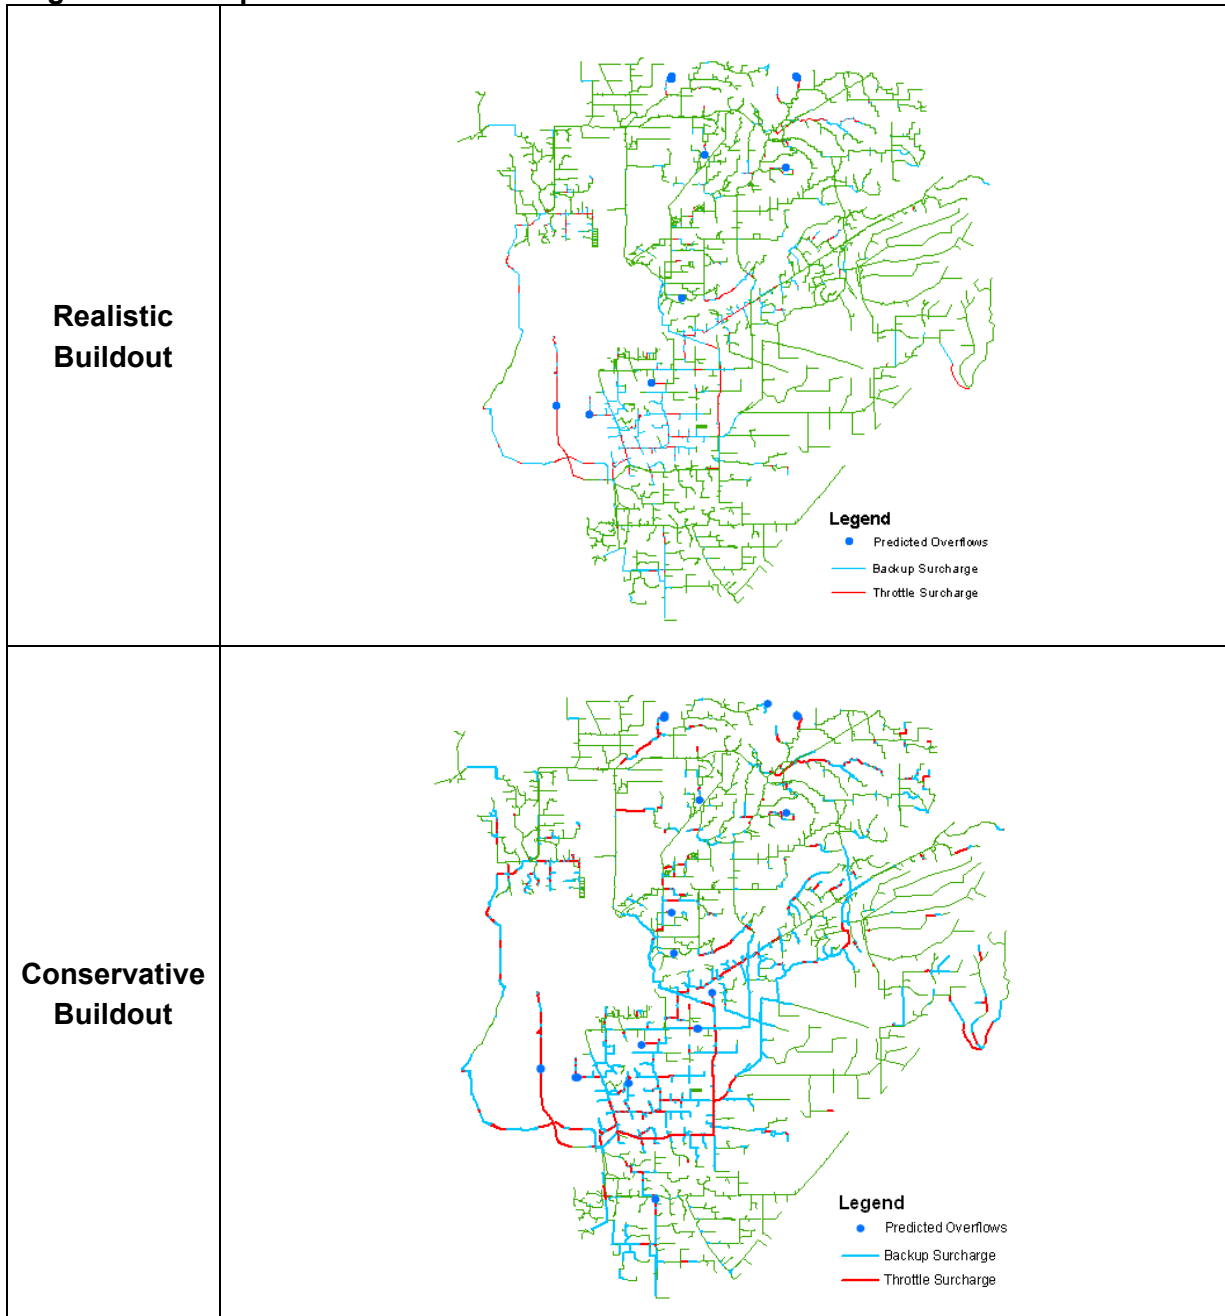 Realistic
Buildout
Legend
Predicted Overflows
Backup Surcharge
Throttle Surcharge
Conservative
Buildout
Legend
Predicted Overflows
Backup Surcharge
Throttle Surcharge